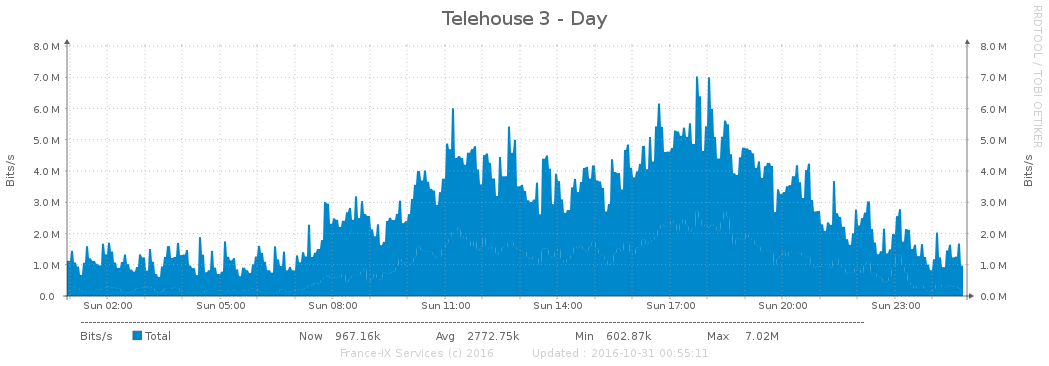 Telehouse 3 - Day
RRDTOOL / TOBI OETIKER
Bits/s
8.0 M
7.0 M
6.0 M
5.0 M
4.0 M
3.0 M
2.0 M
1.0 M
0.0
8.0 M
7.0 M
6.0 M
5.0 M
4.0 M
3.0 M
2.0 M
1.0 M
0.0 M
Bits/s
Sun 02:00 Sun 05:00 Sun 08:00 Sun 11:00 Sun 14:00 Sun 17:00 Sun 20:00 Sun 23:00
Bits/s Total Now 967.16k Avg 2772.75k Min 602.87k Max 7.02M
France-IX Services (c) 2016 Updated : 2016-10-31 00:55:11